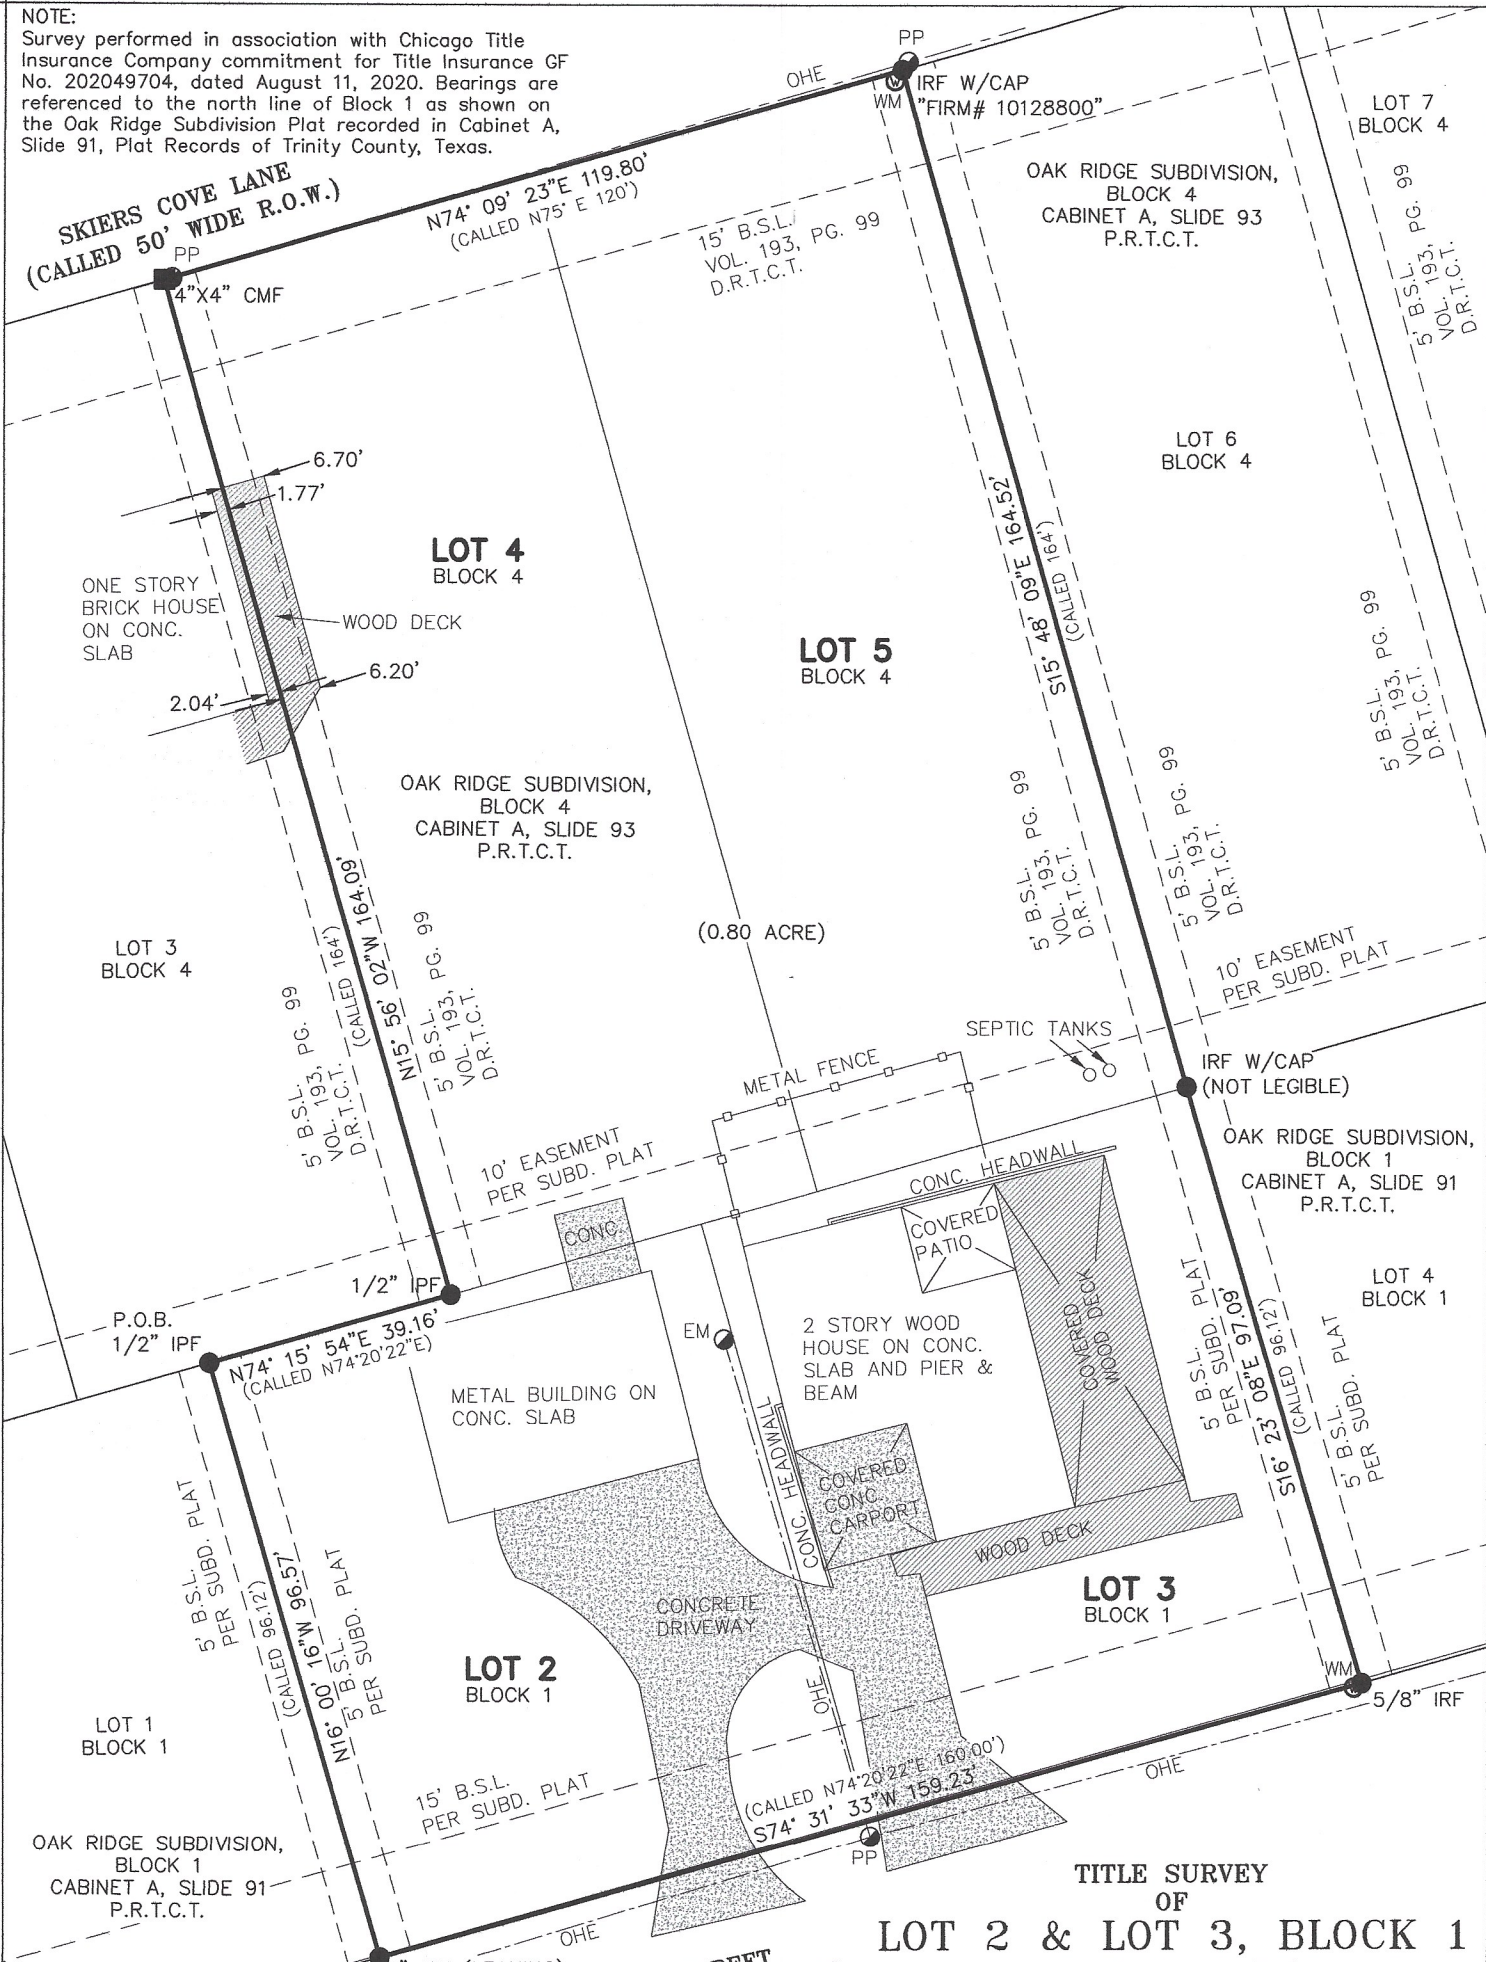 NOTE:
Survey performed in association with Chicago Title
Insurance Company commitment for Title Insurance GF
No. 202049704, dated August 11, 2020. Bearings are
referenced to the north line of Block 1 as shown on
the Oak Ridge Subdivision Plat recorded in Cabinet A,
Slide 91, Plat Records of Trinity County, Texas.
SKIERS COVE LANE
(CALLED 50' WIDE R.O.W.)
PP
4"X4" CMF
N74° 09' 23"E 119.80'
(CALLED N75° E 120')
OHE
PP
WM
IRF W/CAP
"FIRM# 10128800"
15' B.S.L.
VOL. 193, PG. 99
D.R.T.C.T.
OAK RIDGE SUBDIVISION,
BLOCK 4
CABINET A, SLIDE 93
P.R.T.C.T.
LOT 7
BLOCK 4
5' B.S.L.
VOL. 193, PG. 99
D.R.T.C.T.
LOT 6
BLOCK 4
6.70'
1.77'
LOT 4
BLOCK 4
ONE STORY
BRICK HOUSE
ON CONC.
SLAB
WOOD DECK
6.20'
2.04'
LOT 5
BLOCK 4
S15° 48' 09"E 164.52'
(CALLED 164')
5' B.S.L.
VOL. 193, PG. 99
D.R.T.C.T.
OAK RIDGE SUBDIVISION,
BLOCK 4
CABINET A, SLIDE 93
P.R.T.C.T.
5' B.S.L.
VOL. 193, PG. 99
D.R.T.C.T.
5' B.S.L.
VOL. 193, PG. 99
D.R.T.C.T.
LOT 3
BLOCK 4
N15° 56' 02"W 164.09'
(CALLED 164')
5' B.S.L.
VOL. 193, PG. 99
D.R.T.C.T.
5' B.S.L.
VOL. 193, PG. 99
D.R.T.C.T.
(0.80 ACRE)
10' EASEMENT
PER SUBD. PLAT
SEPTIC TANKS
METAL FENCE
IRF W/CAP
(NOT LEGIBLE)
10' EASEMENT
PER SUBD. PLAT
OAK RIDGE SUBDIVISION,
BLOCK 1
CABINET A, SLIDE 91
P.R.T.C.T.
CONC. HEADWALL
COVERED
PATIO
CONC.
1/2" IPF
P.O.B.
1/2" IPF
N74° 15' 54"E 39.16'
(CALLED N74°20'22"E)
EM
2 STORY WOOD
HOUSE ON CONC.
SLAB AND PIER &
BEAM
COVERED
WOOD DECK
LOT 4
BLOCK 1
METAL BUILDING ON
CONC. SLAB
5' B.S.L.
PER SUBD. PLAT
S16° 23' 08"E 97.09'
(CALLED 96.12')
5' B.S.L.
PER SUBD. PLAT
CONC. HEADWALL
COVERED
CONC.
CARPORT
WOOD DECK
5' B.S.L.
PER SUBD. PLAT
N16° 00' 16"W 96.57'
(CALLED 96.12')
5' B.S.L.
PER SUBD. PLAT
CONCRETE
DRIVEWAY
LOT 3
BLOCK 1
LOT 2
BLOCK 1
OHE
WM
5/8" IRF
LOT 1
BLOCK 1
15' B.S.L.
PER SUBD. PLAT
(CALLED N74°20'22"E 160.00')
S74° 31' 33"W 159.23'
OHE
PP
OAK RIDGE SUBDIVISION,
BLOCK 1
CABINET A, SLIDE 91
P.R.T.C.T.
OHE
TITLE SURVEY
OF
LOT 2 & LOT 3, BLOCK 1